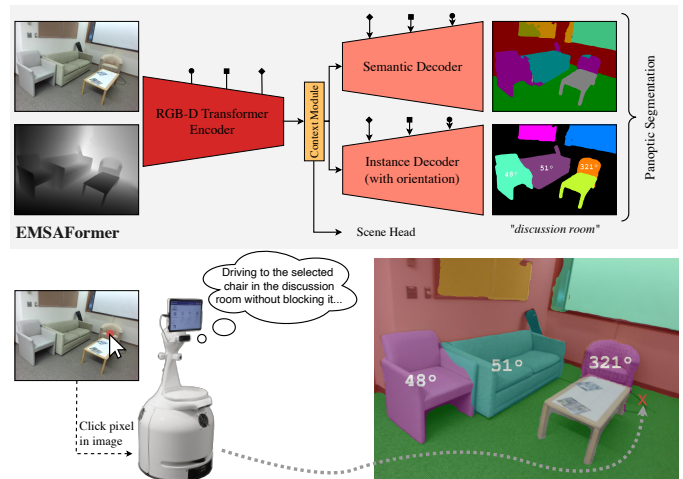 RGB-D Transformer
Encoder
Context Module
Semantic Decoder
Instance Decoder
(with orientation)
48°
51°
321°
Panoptic Segmentation
EMSAFormer
Scene Head
"discussion room"
Driving to the selected
chair in the discussion
room without blocking it...
Click pixel
in image
48°
51°
321°
X